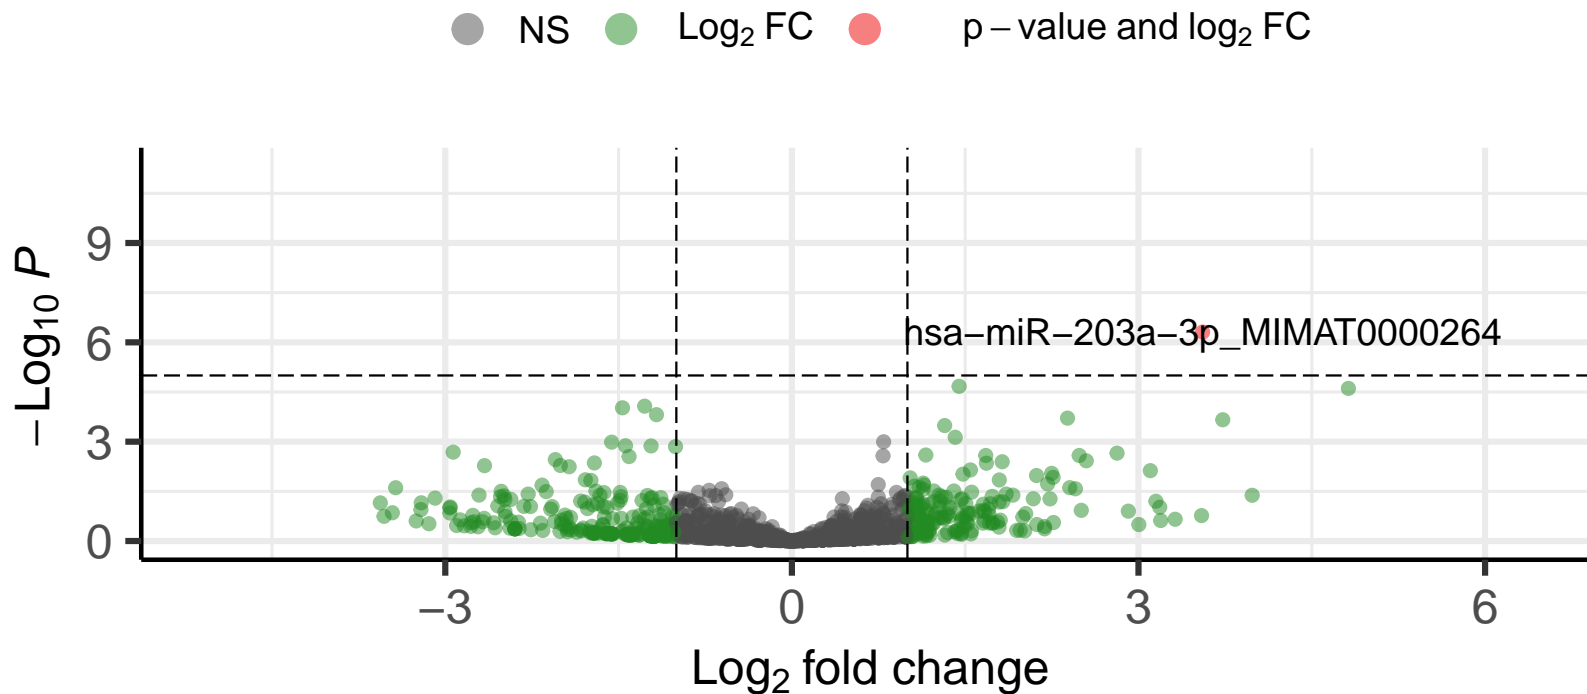 NS Log₂ FC p − value and log₂ FC
−Log₁₀ P
9
6
3
0
hsa−miR−203a−3p_MIMAT0000264
−3 0 3 6
Log₂ fold change